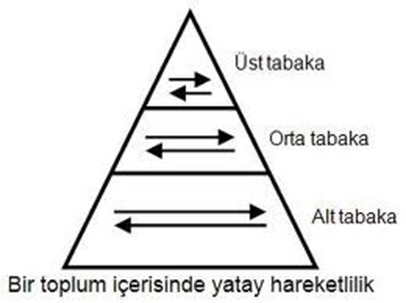 Üst tabaka
Orta tabaka
Alt tabaka
Bir toplum içerisinde yatay hareketlilik